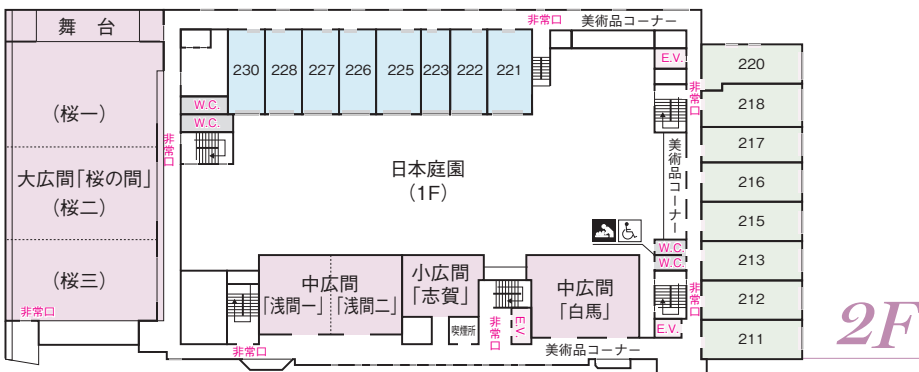 舞台
(桜一)
大広間「桜の間」
(桜二)
(桜三)
非常口
非常口
W.C.
W.C.
230
228
227
226
225
223
222
221
非常口
美術品コーナー
E.V.
非常口
220
218
217
216
215
213
212
211
日本庭園
(1F)
美術品コーナー
W.C.
W.C.
非常口
E.V.
中広間
「浅間一」
「浅間二」
小広間
「志賀」
喫煙所
非常口
E.V.
中広間
「白馬」
非常口
美術品コーナー
2F